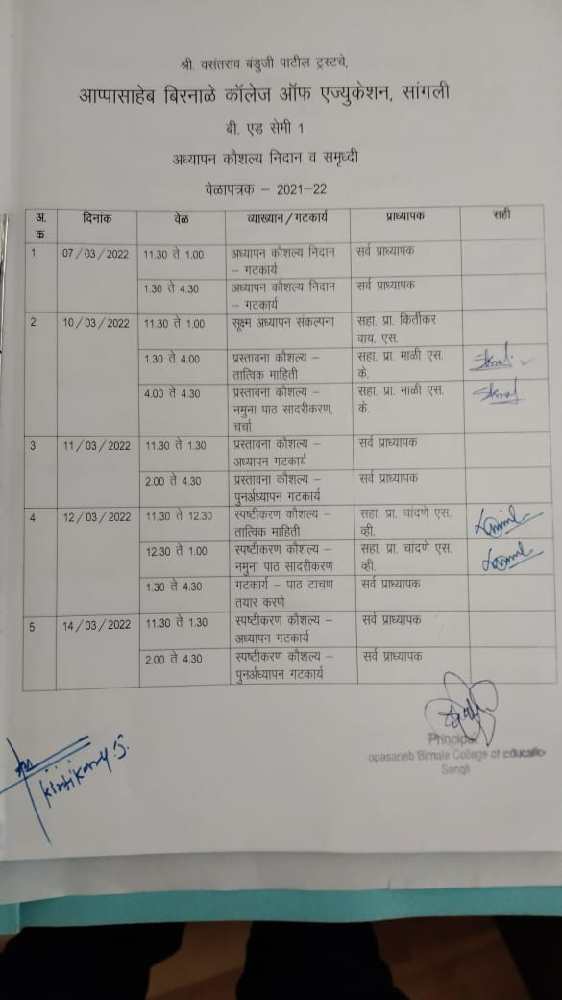 श्री. वसंतराव बंडुजी पाटील ट्रस्टचे,
आप्पासाहेब बिरनाळे कॉलेज ऑफ एज्युकेशन, सांगली
बी. एड सेमी 1
अध्यापन कौशल्य निदान व समृध्दी
वेळापत्रक – 2021–22
अ. क. दिनांक वेळ व्याख्यान / गटकार्य प्राध्यापक सही
1 07/03/2022 11.30 ते 1.00 अध्यापन कौशल्य निदान – गटकार्य सर्व प्राध्यापक
1.30 ते 4.30 अध्यापन कौशल्य निदान – गटकार्य सर्व प्राध्यापक
2 10/03/2022 11.30 ते 1.00 सूक्ष्म अध्यापन संकल्पना सहा. प्रा. किर्तीकर वाय. एस.
1.30 ते 4.00 प्रस्तावना कौशल्य – तात्विक माहिती सहा. प्रा. माळी एस. के.
4.00 ते 4.30 प्रस्तावना कौशल्य – नमुना पाठ सादरीकरण, चर्चा सहा. प्रा. माळी एस. के.
3 11/03/2022 11.30 ते 1.30 प्रस्तावना कौशल्य – अध्यापन गटकार्य सर्व प्राध्यापक
2.00 ते 4.30 प्रस्तावना कौशल्य – पुनर्अध्यापन गटकार्य सर्व प्राध्यापक
4 12/03/2022 11.30 ते 12.30 स्पष्टीकरण कौशल्य – तात्विक माहिती सहा. प्रा. चांदणे एस. व्ही.
12.30 ते 1.00 स्पष्टीकरण कौशल्य – नमुना पाठ सादरीकरण सहा. प्रा. चांदणे एस. व्ही.
1.30 ते 4.30 गटकार्य – पाठ टाचण तयार करणे सर्व प्राध्यापक
5 14/03/2022 11.30 ते 1.30 स्पष्टीकरण कौशल्य – अध्यापन गटकार्य सर्व प्राध्यापक
2.00 ते 4.30 स्पष्टीकरण कौशल्य – पुनर्अध्यापन गटकार्य सर्व प्राध्यापक
Principal
Birnale College of Educatio
Sangli